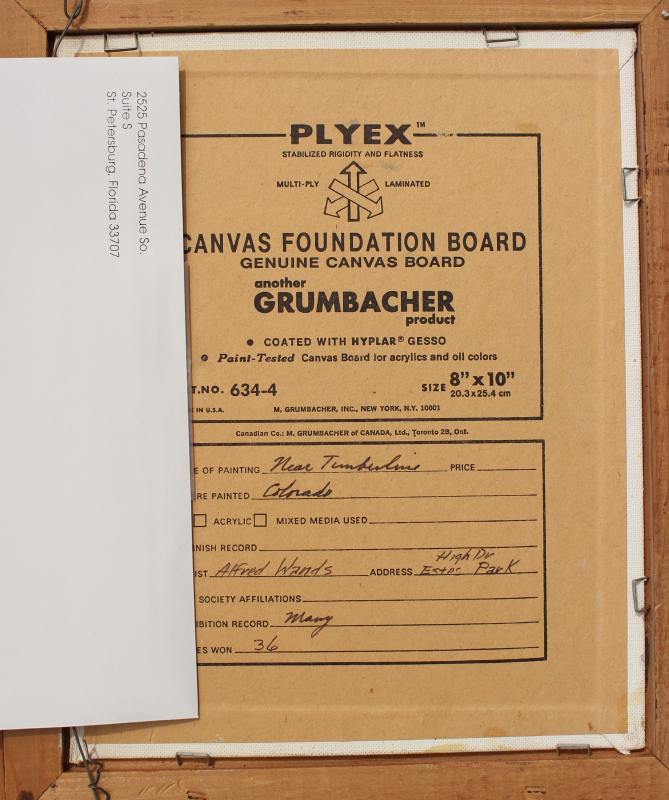 2525 Pasadena Avenue So.
Suite S
St. Petersburg, Florida 33707
PLYEX™
STABILIZED RIGIDITY AND FLATNESS
MULTI-PLY LAMINATED
CANVAS FOUNDATION BOARD
GENUINE CANVAS BOARD
another
GRUMBACHER
product
• COATED WITH HYPLAR® GESSO
• Paint-Tested Canvas Board for acrylics and oil colors
T.NO. 634-4
SIZE 8" x 10"
20.3 x 25.4 cm
IN U.S.A. M. GRUMBACHER, INC., NEW YORK, N.Y. 10001
Canadian Co.: M. GRUMBACHER of CANADA, Ltd., Toronto 2B, Ont.
E OF PAINTING Near Timberline PRICE
RE PAINTED Colorado
ACRYLIC MIXED MEDIA USED
NISH RECORD
High Dr
IST Alfred Wands ADDRESS Estes Park
SOCIETY AFFILIATIONS
IBITION RECORD Many
ES WON 36